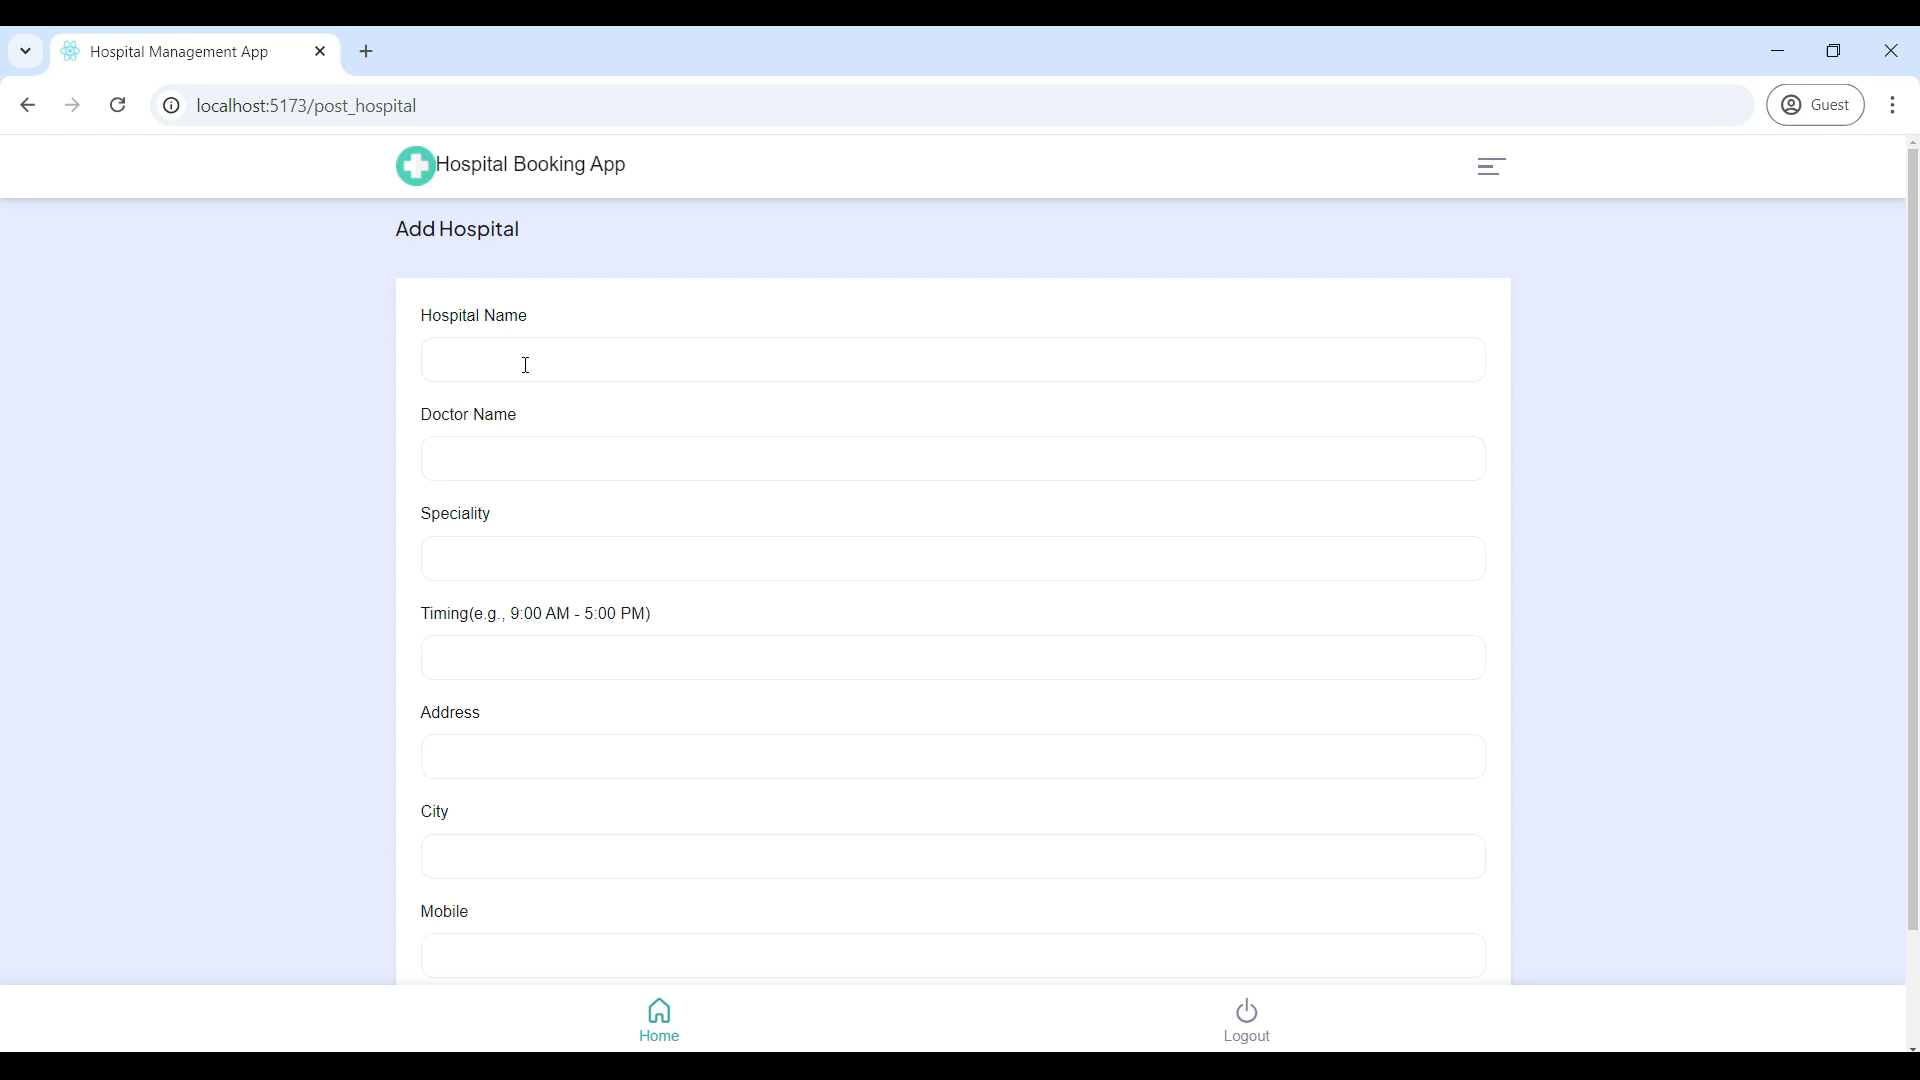 Hospital Management App
localhost:5173/post_hospital
Guest
Hospital Booking App
Add Hospital
Hospital Name
Doctor Name
Speciality
Timing(e.g., 9:00 AM - 5:00 PM)
Address
City
Mobile
Home
Logout